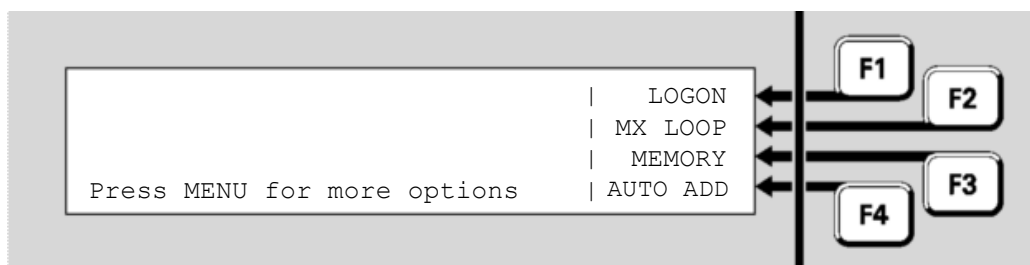 | LOGON
| MX LOOP
| MEMORY
Press MENU for more options | AUTO ADD
F1
F2
F3
F4